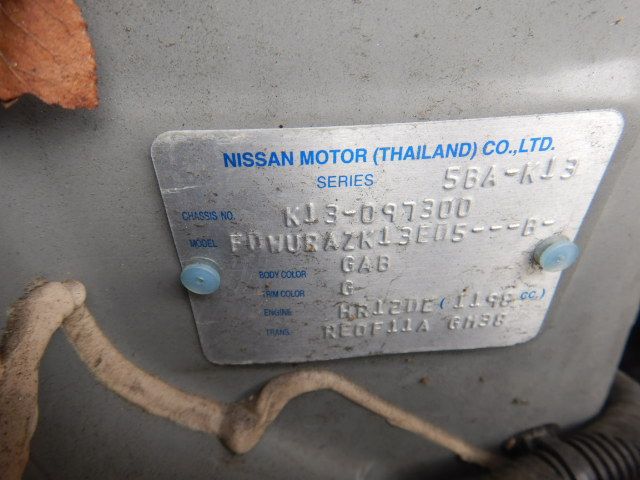 NISSAN MOTOR (THAILAND) CO.,LTD.
SERIES 5BA-K13
CHASSIS NO. K13-097300
MODEL FDWURAZK13ED5---B-
BODY COLOR GAB
TRIM COLOR G
ENGINE HR12DE (1198 CC.)
TRANS. RE0F11A GH38